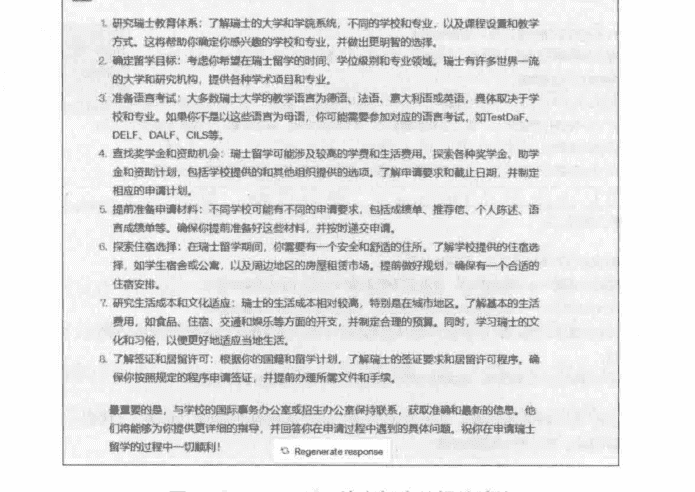 1. 研究瑞士教育体系：了解瑞士的大学和学院系统，不同的学校和专业，以及课程设置和教学
方式。这将帮助你确定你感兴趣的学校和专业，并做出更明智的选择。
2. 确定留学目标：考虑你希望在瑞士留学的时间、学位级别和专业领域。瑞士有许多世界一流
的大学和研究机构，提供各种学术项目和专业。
3. 准备语言考试：大多数瑞士大学的教学语言为德语、法语、意大利语或英语，具体取决于学
校和专业。如果你不是以这些语言为母语，你可能需要参加对应的语言考试，如TestDaF、
DELF、DALF、CILS等。
4. 查找奖学金和资助机会：瑞士留学可能涉及较高的学费和生活费用。探索各种奖学金、助学
金和资助计划，包括学校提供的和其他组织提供的选项。了解申请要求和截止日期，并制定
相应的申请计划。
5. 提前准备申请材料：不同学校可能有不同的申请要求，包括成绩单、推荐信、个人陈述、语
言成绩单等。确保你提前准备好这些材料，并按时递交申请。
6. 探索住宿选择：在瑞士留学期间，你需要有一个安全和舒适的住所。了解学校提供的住宿选
择，如学生宿舍或公寓，以及周边地区的房屋租赁市场。提前做好规划，确保有一个合适的
住宿安排。
7. 研究生活成本和文化适应：瑞士的生活成本相对较高，特别是在城市地区。了解基本的生活
费用，如食品、住宿、交通和娱乐等方面的开支，并制定合理的预算。同时，学习瑞士的文
化和习俗，以便更好地适应当地生活。
8. 了解签证和居留许可：根据你的国籍和留学计划，了解瑞士的签证要求和居留许可程序。确
保你按照规定的程序申请签证，并提前办理所需文件和手续。
最重要的是，与学校的国际事务办公室或招生办公室保持联系，获取准确和最新的信息。他
们将能够为你提供更详细的指导，并回答你在申请过程中遇到的具体问题。祝你在申请瑞士
留学的过程中一切顺利！
Regenerate response